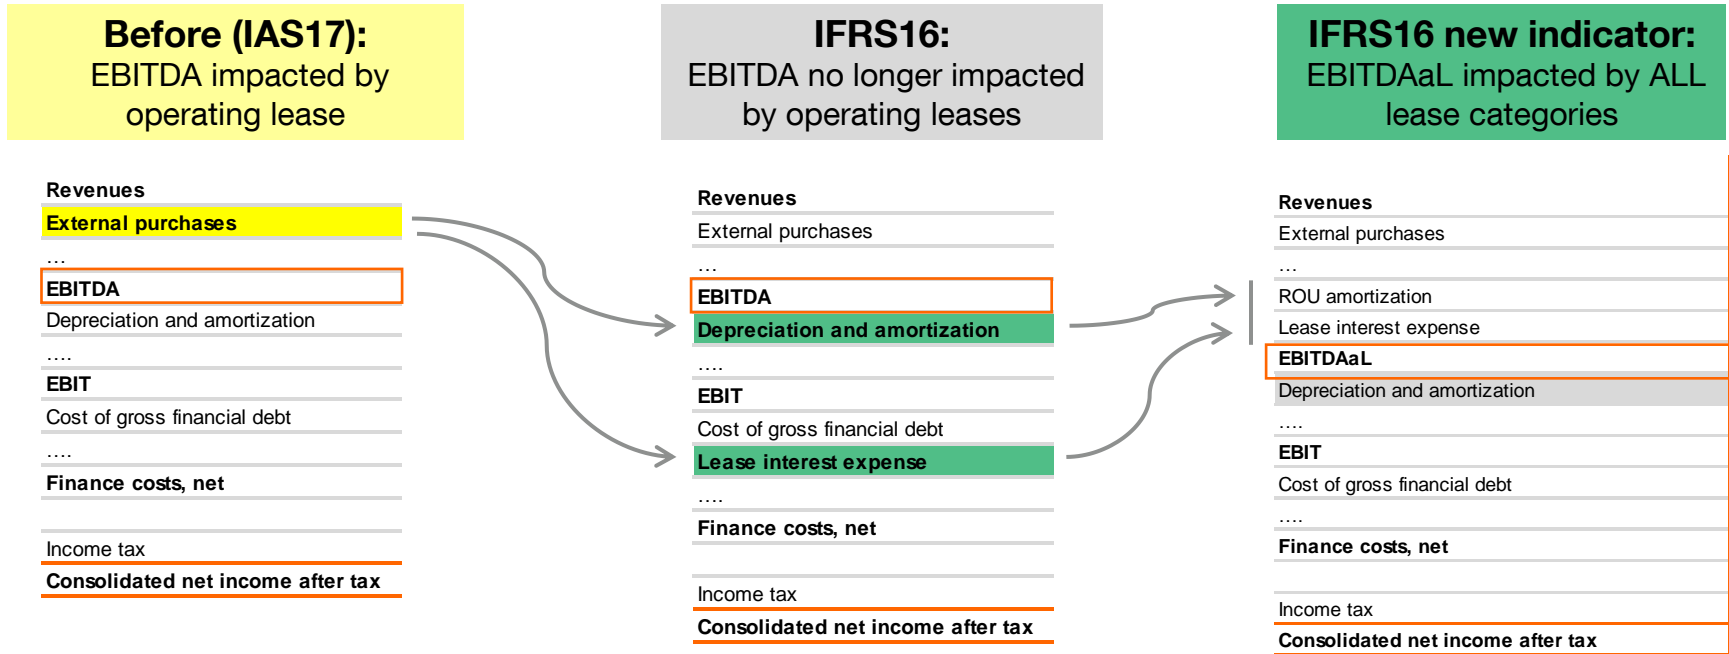 Before (IAS17):
EBITDA impacted by
operating lease
Revenues
External purchases
…
EBITDA
Depreciation and amortization
….
EBIT
Cost of gross financial debt
….
Finance costs, net
Income tax
Consolidated net income after tax
IFRS16:
EBITDA no longer impacted
by operating leases
Revenues
External purchases
…
EBITDA
Depreciation and amortization
….
EBIT
Cost of gross financial debt
Lease interest expense
….
Finance costs, net
Income tax
Consolidated net income after tax
IFRS16 new indicator:
EBITDAaL impacted by ALL
lease categories
Revenues
External purchases
…
ROU amortization
Lease interest expense
EBITDAaL
Depreciation and amortization
….
EBIT
Cost of gross financial debt
….
Finance costs, net
Income tax
Consolidated net income after tax